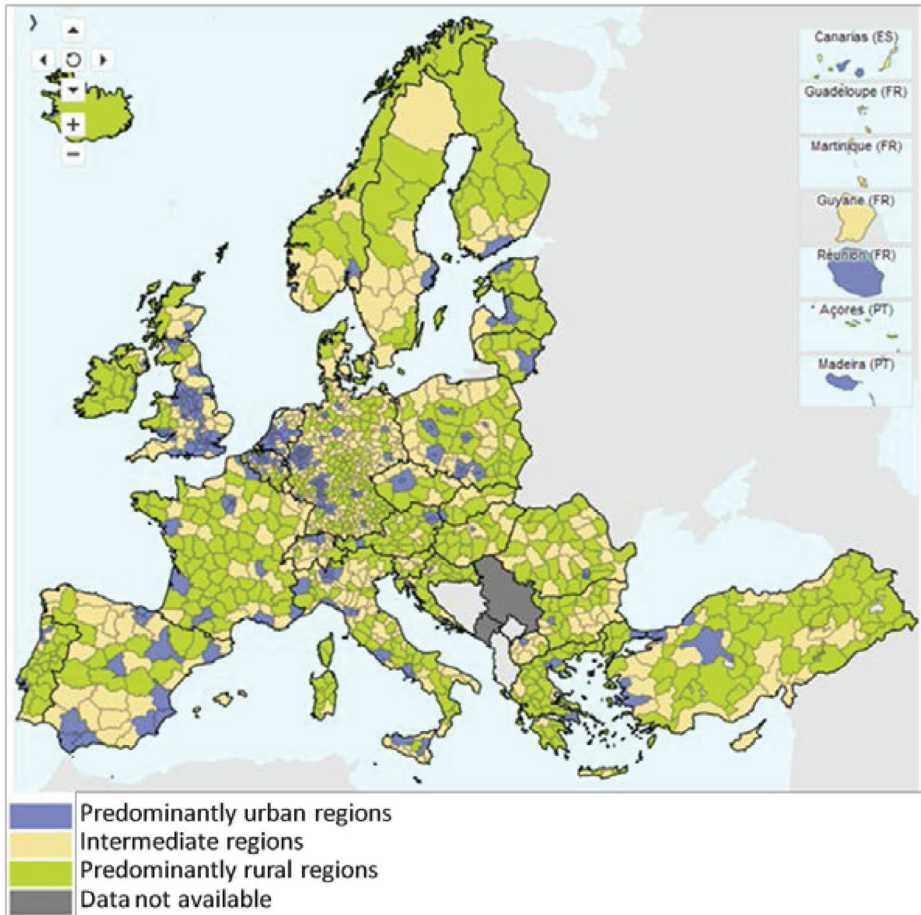 Canarias (ES)
Guadeloupe (FR)
Martinique (FR)
Guyane (FR)
Réunion (FR)
Açores (PT)
Madeira (PT)
Predominantly urban regions
Intermediate regions
Predominantly rural regions
Data not available